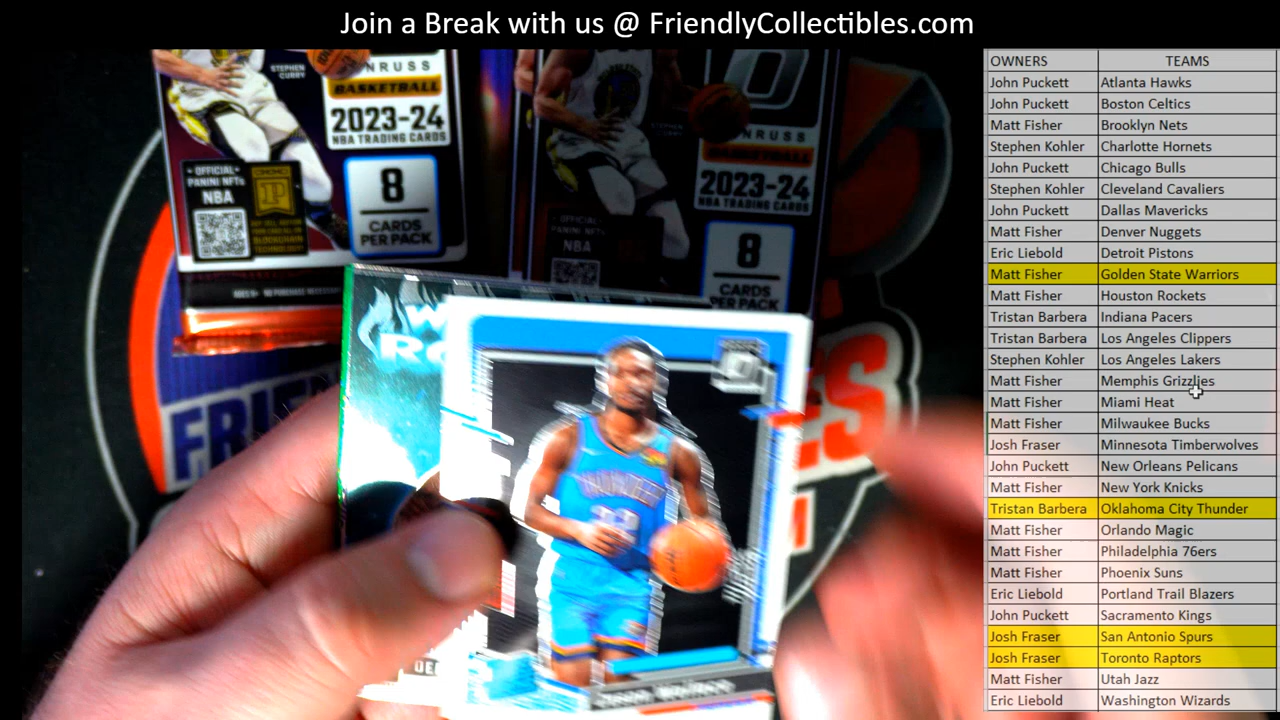 Join a Break with us @ FriendlyCollectibles.com
STEPHEN
CURRY
BASKETBALL
2023-24
NBA TRADING CARDS
OFFICIAL
PANINI NFTs
NBA
8
CARDS
PER PACK
STEPHEN
CURRY
NRUSS
BASKETBALL
2023-24
NBA TRADING CARDS
OFFICIAL
NBA
8
CARDS
PER PACK
OWNERS TEAMS
John Puckett Atlanta Hawks
John Puckett Boston Celtics
Matt Fisher Brooklyn Nets
Stephen Kohler Charlotte Hornets
John Puckett Chicago Bulls
Stephen Kohler Cleveland Cavaliers
John Puckett Dallas Mavericks
Matt Fisher Denver Nuggets
Eric Liebold Detroit Pistons
Matt Fisher Golden State Warriors
Matt Fisher Houston Rockets
Tristan Barbera Indiana Pacers
Tristan Barbera Los Angeles Clippers
Stephen Kohler Los Angeles Lakers
Matt Fisher Memphis Grizzlies
Matt Fisher Miami Heat
Matt Fisher Milwaukee Bucks
Josh Fraser Minnesota Timberwolves
John Puckett New Orleans Pelicans
Matt Fisher New York Knicks
Tristan Barbera Oklahoma City Thunder
Matt Fisher Orlando Magic
Matt Fisher Philadelphia 76ers
Matt Fisher Phoenix Suns
Eric Liebold Portland Trail Blazers
John Puckett Sacramento Kings
Josh Fraser San Antonio Spurs
Josh Fraser Toronto Raptors
Matt Fisher Utah Jazz
Eric Liebold Washington Wizards